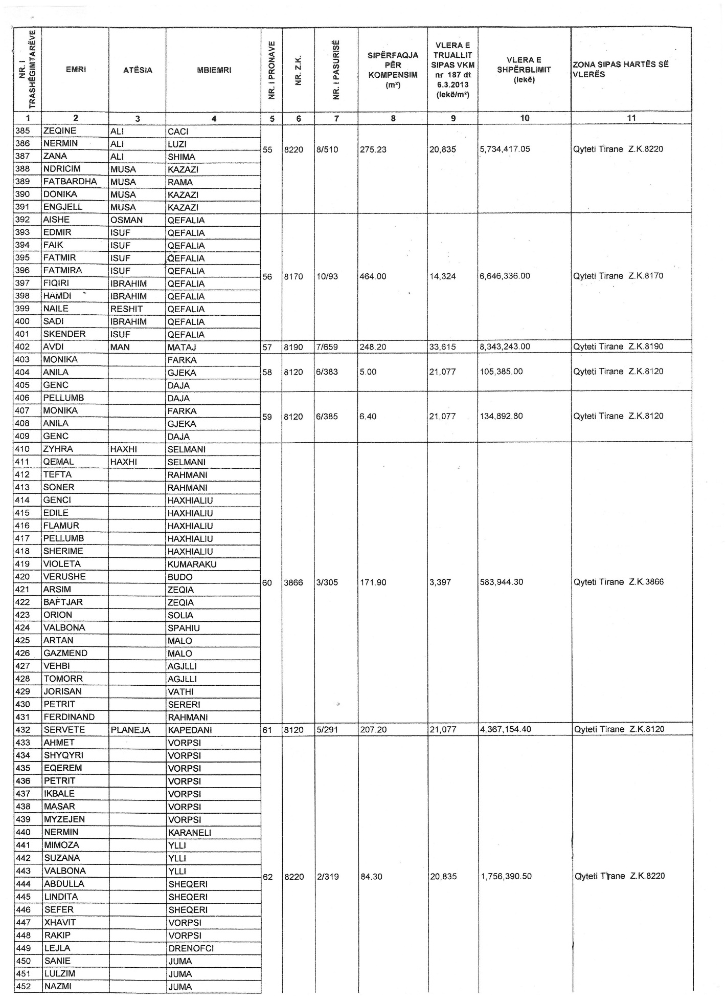 NR. I TRASHËGIMTARËVE EMRI ATËSIA MBIEMRI NR. I PRONAVE NR. Z.K. NR. I PASURISË SIPËRFAQJA PËR KOMPENSIM (m²) VLERA E TRUALLIT SIPAS VKM nr 187 dt 6.3.2013 (lekë/m²) VLERA E SHPËRBLIMIT (lekë) ZONA SIPAS HARTËS SË VLERËS
1 2 3 4 5 6 7 8 9 10 11
385 ZEQINE ALI CACI
386 NERMIN ALI LUZI
55 8220 8/510 275.23 20,835 5,734,417.05 Qyteti Tirane Z.K.8220
387 ZANA ALI SHIMA
388 NDRICIM MUSA KAZAZI
389 FATBARDHA MUSA RAMA
390 DONIKA MUSA KAZAZI
391 ENGJELL MUSA KAZAZI
392 AISHE OSMAN QEFALIA
393 EDMIR ISUF QEFALIA
394 FAIK ISUF QEFALIA
395 FATMIR ISUF QEFALIA
396 FATMIRA ISUF QEFALIA
56 8170 10/93 464.00 14,324 6,646,336.00 Qyteti Tirane Z.K.8170
397 FIQIRI IBRAHIM QEFALIA
398 HAMDI IBRAHIM QEFALIA
399 NAILE RESHIT QEFALIA
400 SADI IBRAHIM QEFALIA
401 SKENDER ISUF QEFALIA
402 AVDI MAN MATAJ 57 8190 7/659 248.20 33,615 8,343,243.00 Qyteti Tirane Z.K.8190
403 MONIKA FARKA
404 ANILA GJEKA 58 8120 6/383 5.00 21,077 105,385.00 Qyteti Tirane Z.K.8120
405 GENC DAJA
406 PELLUMB DAJA
407 MONIKA FARKA
59 8120 6/385 6.40 21,077 134,892.80 Qyteti Tirane Z.K.8120
408 ANILA GJEKA
409 GENC DAJA
410 ZYHRA HAXHI SELMANI
411 QEMAL HAXHI SELMANI
412 TEFTA RAHMANI
413 SONER RAHMANI
414 GENCI HAXHIALIU
415 EDILE HAXHIALIU
416 FLAMUR HAXHIALIU
417 PELLUMB HAXHIALIU
418 SHERIME HAXHIALIU
419 VIOLETA KUMARAKU
420 VERUSHE BUDO
60 3866 3/305 171.90 3,397 583,944.30 Qyteti Tirane Z.K.3866
421 ARSIM ZEQIA
422 BAFTJAR ZEQIA
423 ORION SOLIA
424 VALBONA SPAHIU
425 ARTAN MALO
426 GAZMEND MALO
427 VEHBI AGJLLI
428 TOMORR AGJLLI
429 JORISAN VATHI
430 PETRIT SERERI
431 FERDINAND RAHMANI
432 SERVETE PLANEJA KAPEDANI 61 8120 5/291 207.20 21,077 4,367,154.40 Qyteti Tirane Z.K.8120
433 AHMET VORPSI
434 SHYQYRI VORPSI
435 EQEREM VORPSI
436 PETRIT VORPSI
437 IKBALE VORPSI
438 MASAR VORPSI
439 MYZEJEN VORPSI
440 NERMIN KARANELI
441 MIMOZA YLLI
442 SUZANA YLLI
443 VALBONA YLLI
62 8220 2/319 84.30 20,835 1,756,390.50 Qyteti Tirane Z.K.8220
444 ABDULLA SHEQERI
445 LINDITA SHEQERI
446 SEFER SHEQERI
447 XHAVIT VORPSI
448 RAKIP VORPSI
449 LEJLA DRENOFCI
450 SANIE JUMA
451 LULZIM JUMA
452 NAZMI JUMA